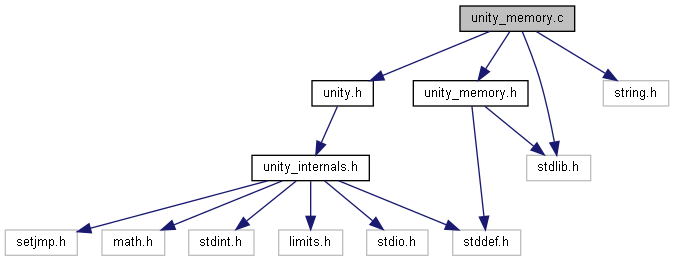 unity_memory.c
unity.h
unity_memory.h
string.h
unity_internals.h
stdlib.h
setjmp.h
math.h
stdint.h
limits.h
stdio.h
stddef.h